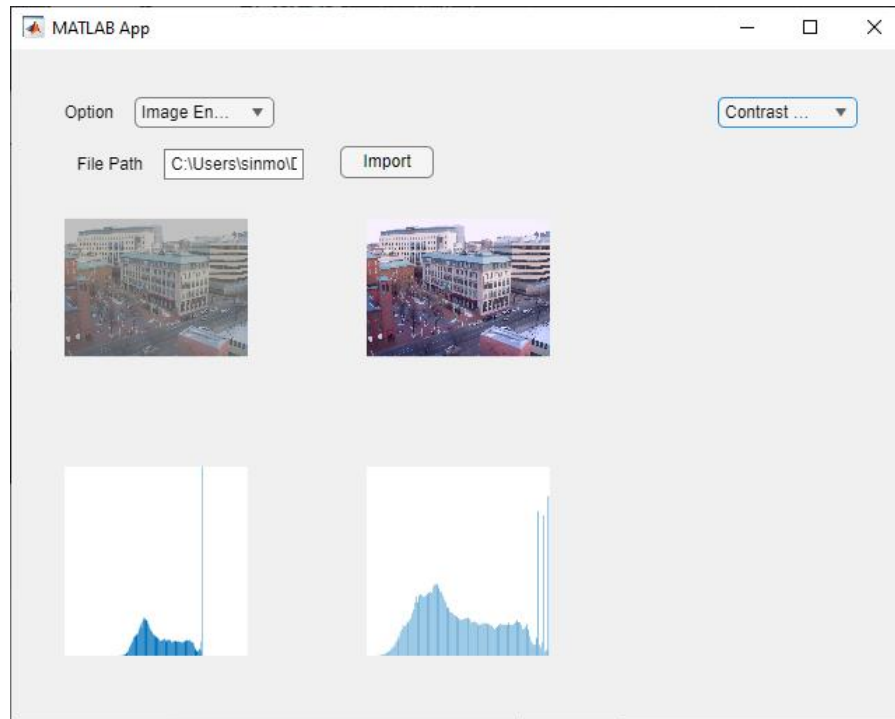 MATLAB App
Option Image En... Contrast ...
File Path C:\Users\sinmo\D Import